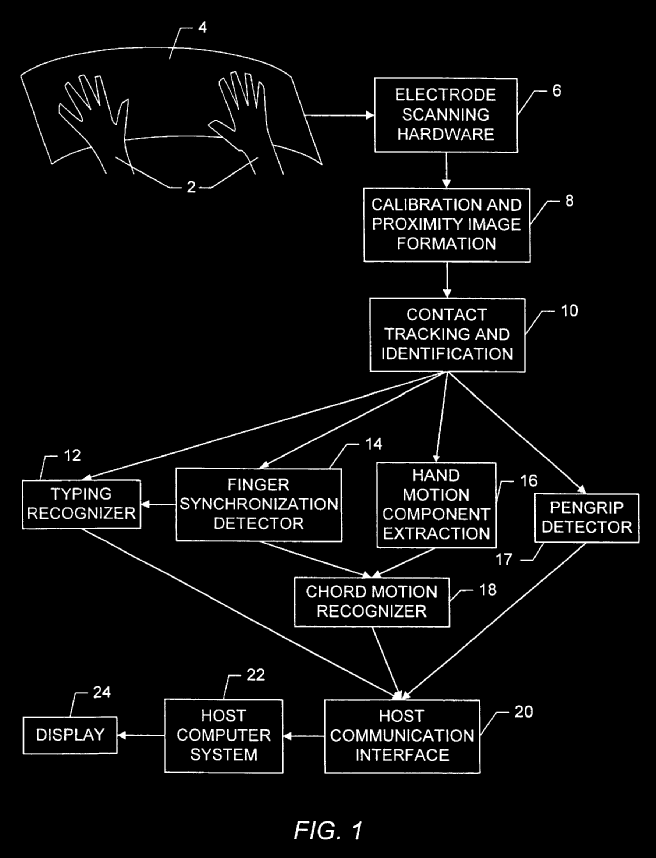 4
2
ELECTRODE
SCANNING
HARDWARE
6
CALIBRATION AND
PROXIMITY IMAGE
FORMATION
8
CONTACT
TRACKING AND
IDENTIFICATION
10
12
TYPING
RECOGNIZER
14
FINGER
SYNCHRONIZATION
DETECTOR
HAND
MOTION
COMPONENT
EXTRACTION
16
PENGRIP
DETECTOR
17
CHORD MOTION
RECOGNIZER
18
24
DISPLAY
22
HOST
COMPUTER
SYSTEM
HOST
COMMUNICATION
INTERFACE
20
FIG. 1